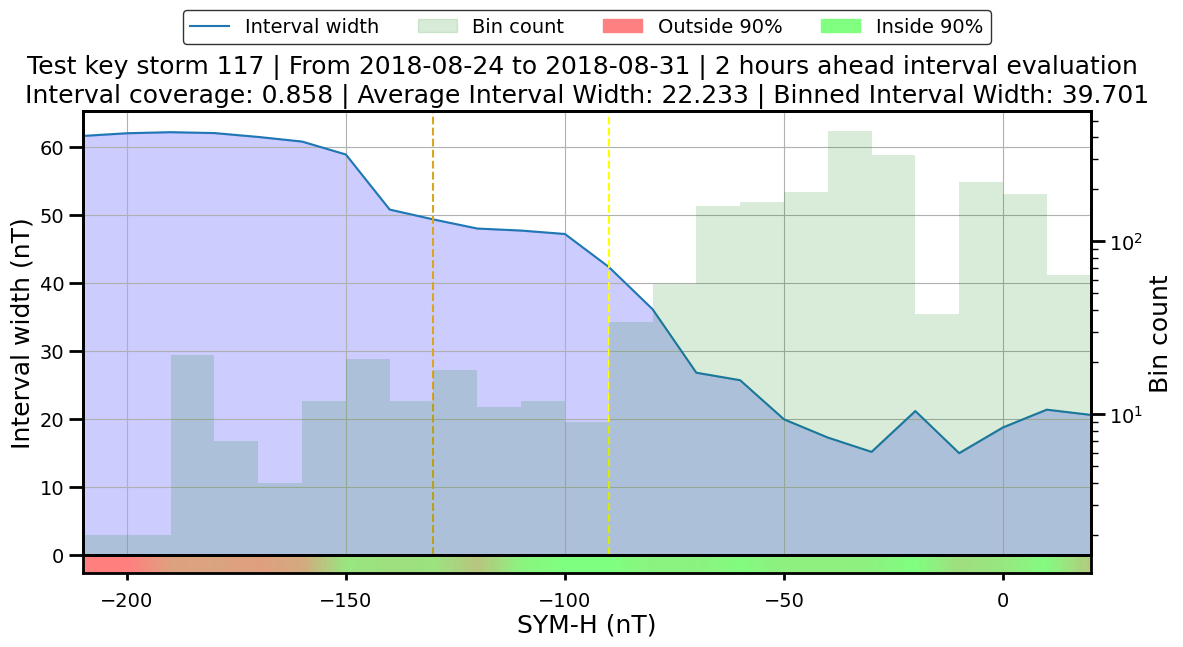 Interval width Bin count Outside 90% Inside 90%
Test key storm 117 | From 2018-08-24 to 2018-08-31 | 2 hours ahead interval evaluation
Interval coverage: 0.858 | Average Interval Width: 22.233 | Binned Interval Width: 39.701
Interval width (nT)
60
50
40
30
20
10
0
10²
10¹
Bin count
−200 −150 −100 −50 0
SYM-H (nT)